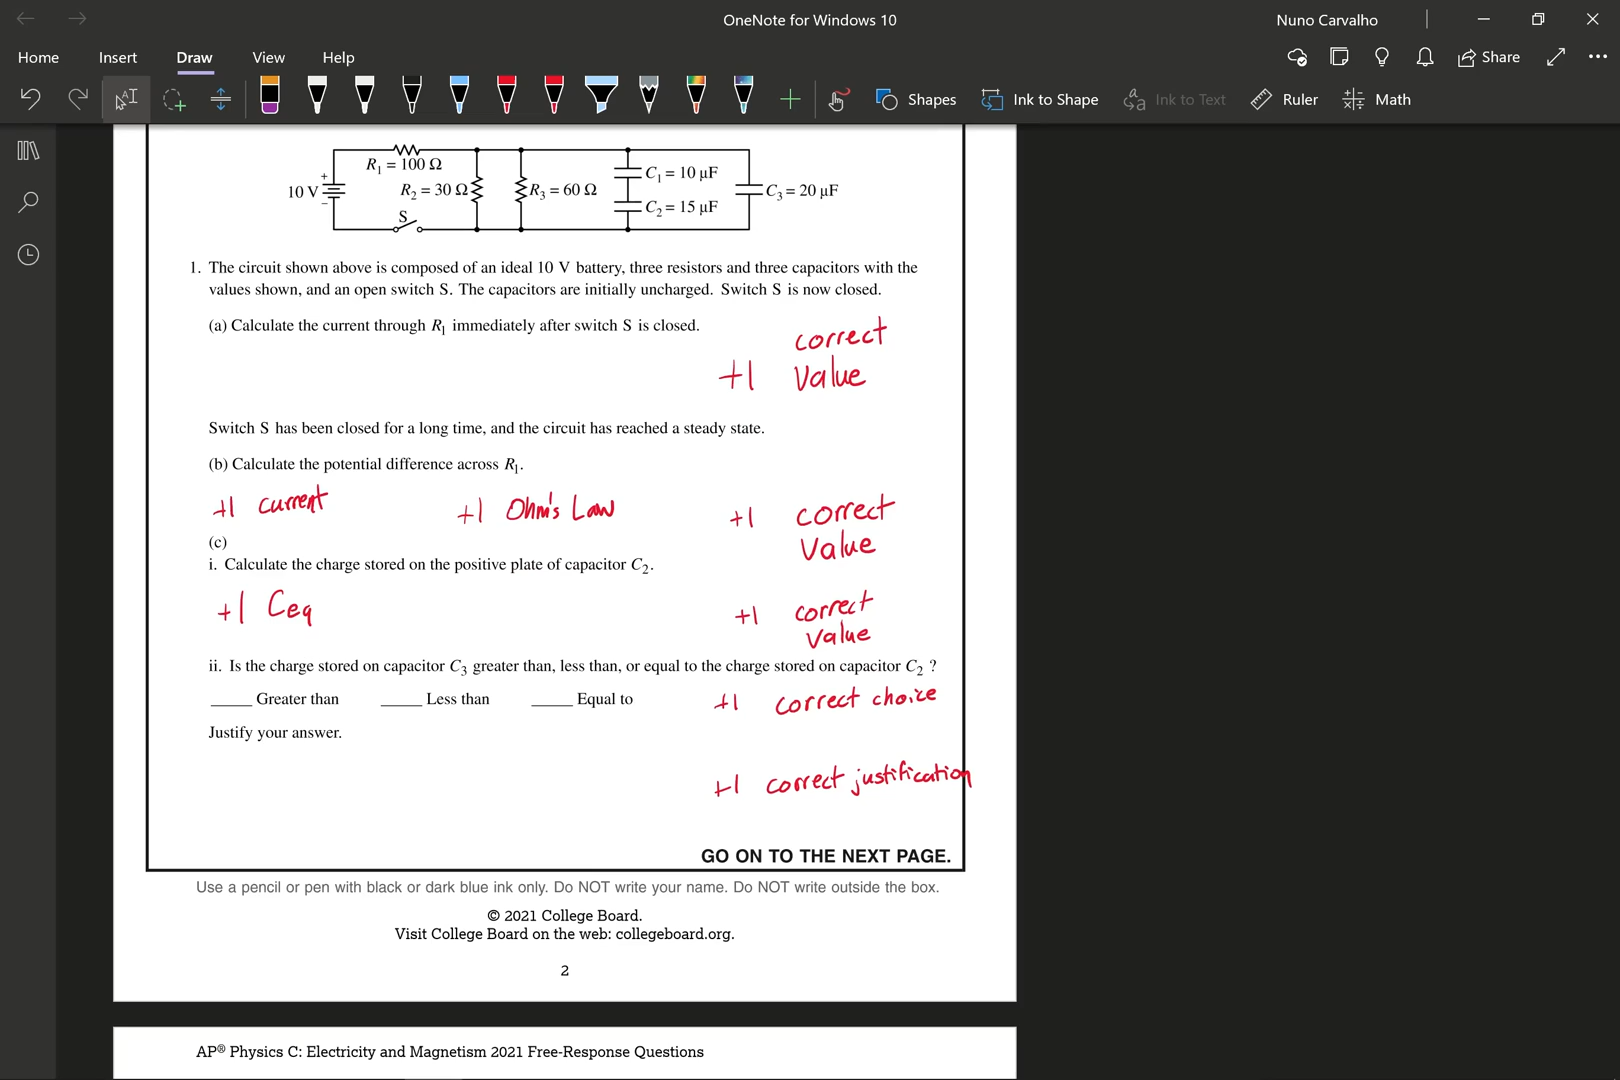 OneNote for Windows 10
Nuno Carvalho
Home Insert Draw View Help
Share
Shapes Ink to Shape Ink to Text Ruler Math
R1 = 100 Ω
10 V
+
−
R2 = 30 Ω
R3 = 60 Ω
S
C1 = 10 μF
C2 = 15 μF
C3 = 20 μF
1. The circuit shown above is composed of an ideal 10 V battery, three resistors and three capacitors with the
values shown, and an open switch S. The capacitors are initially uncharged. Switch S is now closed.
(a) Calculate the current through R1 immediately after switch S is closed.
correct
+1 Value
Switch S has been closed for a long time, and the circuit has reached a steady state.
(b) Calculate the potential difference across R1.
+1 current +1 Ohm's Law +1 correct
Value
(c)
i. Calculate the charge stored on the positive plate of capacitor C2.
+1 Ceq +1 correct
value
ii. Is the charge stored on capacitor C3 greater than, less than, or equal to the charge stored on capacitor C2 ?
_____ Greater than _____ Less than _____ Equal to +1 correct choice
Justify your answer.
+1 correct justification
GO ON TO THE NEXT PAGE.
Use a pencil or pen with black or dark blue ink only. Do NOT write your name. Do NOT write outside the box.
© 2021 College Board.
Visit College Board on the web: collegeboard.org.
2
AP® Physics C: Electricity and Magnetism 2021 Free-Response Questions